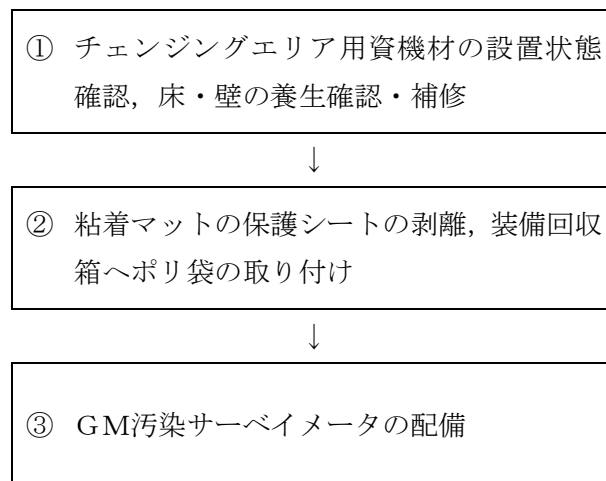 ① チェンジングエリア用資機材の設置状態
確認，床・壁の養生確認・補修
↓
② 粘着マットの保護シートの剥離，装備回収
箱へポリ袋の取り付け
↓
③ ＧＭ汚染サーベイメータの配備